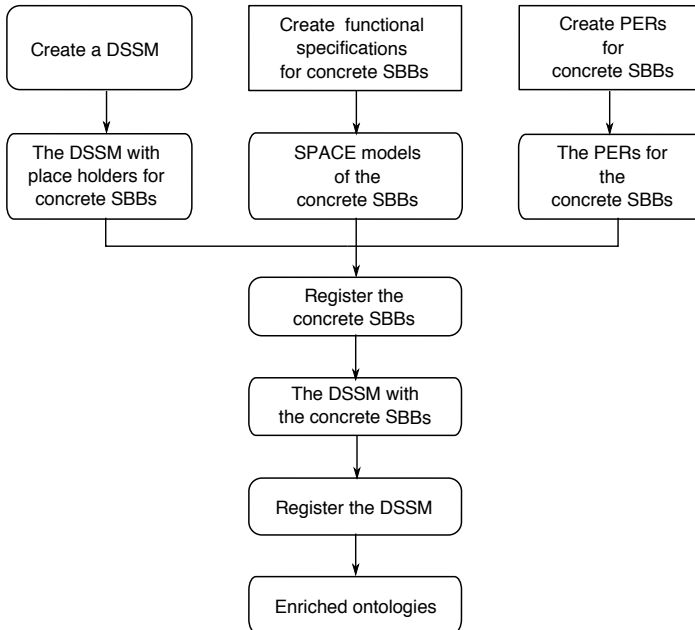 Create a DSSM
Create functional
specifications
for concrete SBBs
Create PERs
for
concrete SBBs
The DSSM with
place holders for
concrete SBBs
SPACE models
of the
concrete SBBs
The PERs for
the
concrete SBBs
Register the
concrete SBBs
The DSSM with
the concrete SBBs
Register the DSSM
Enriched ontologies